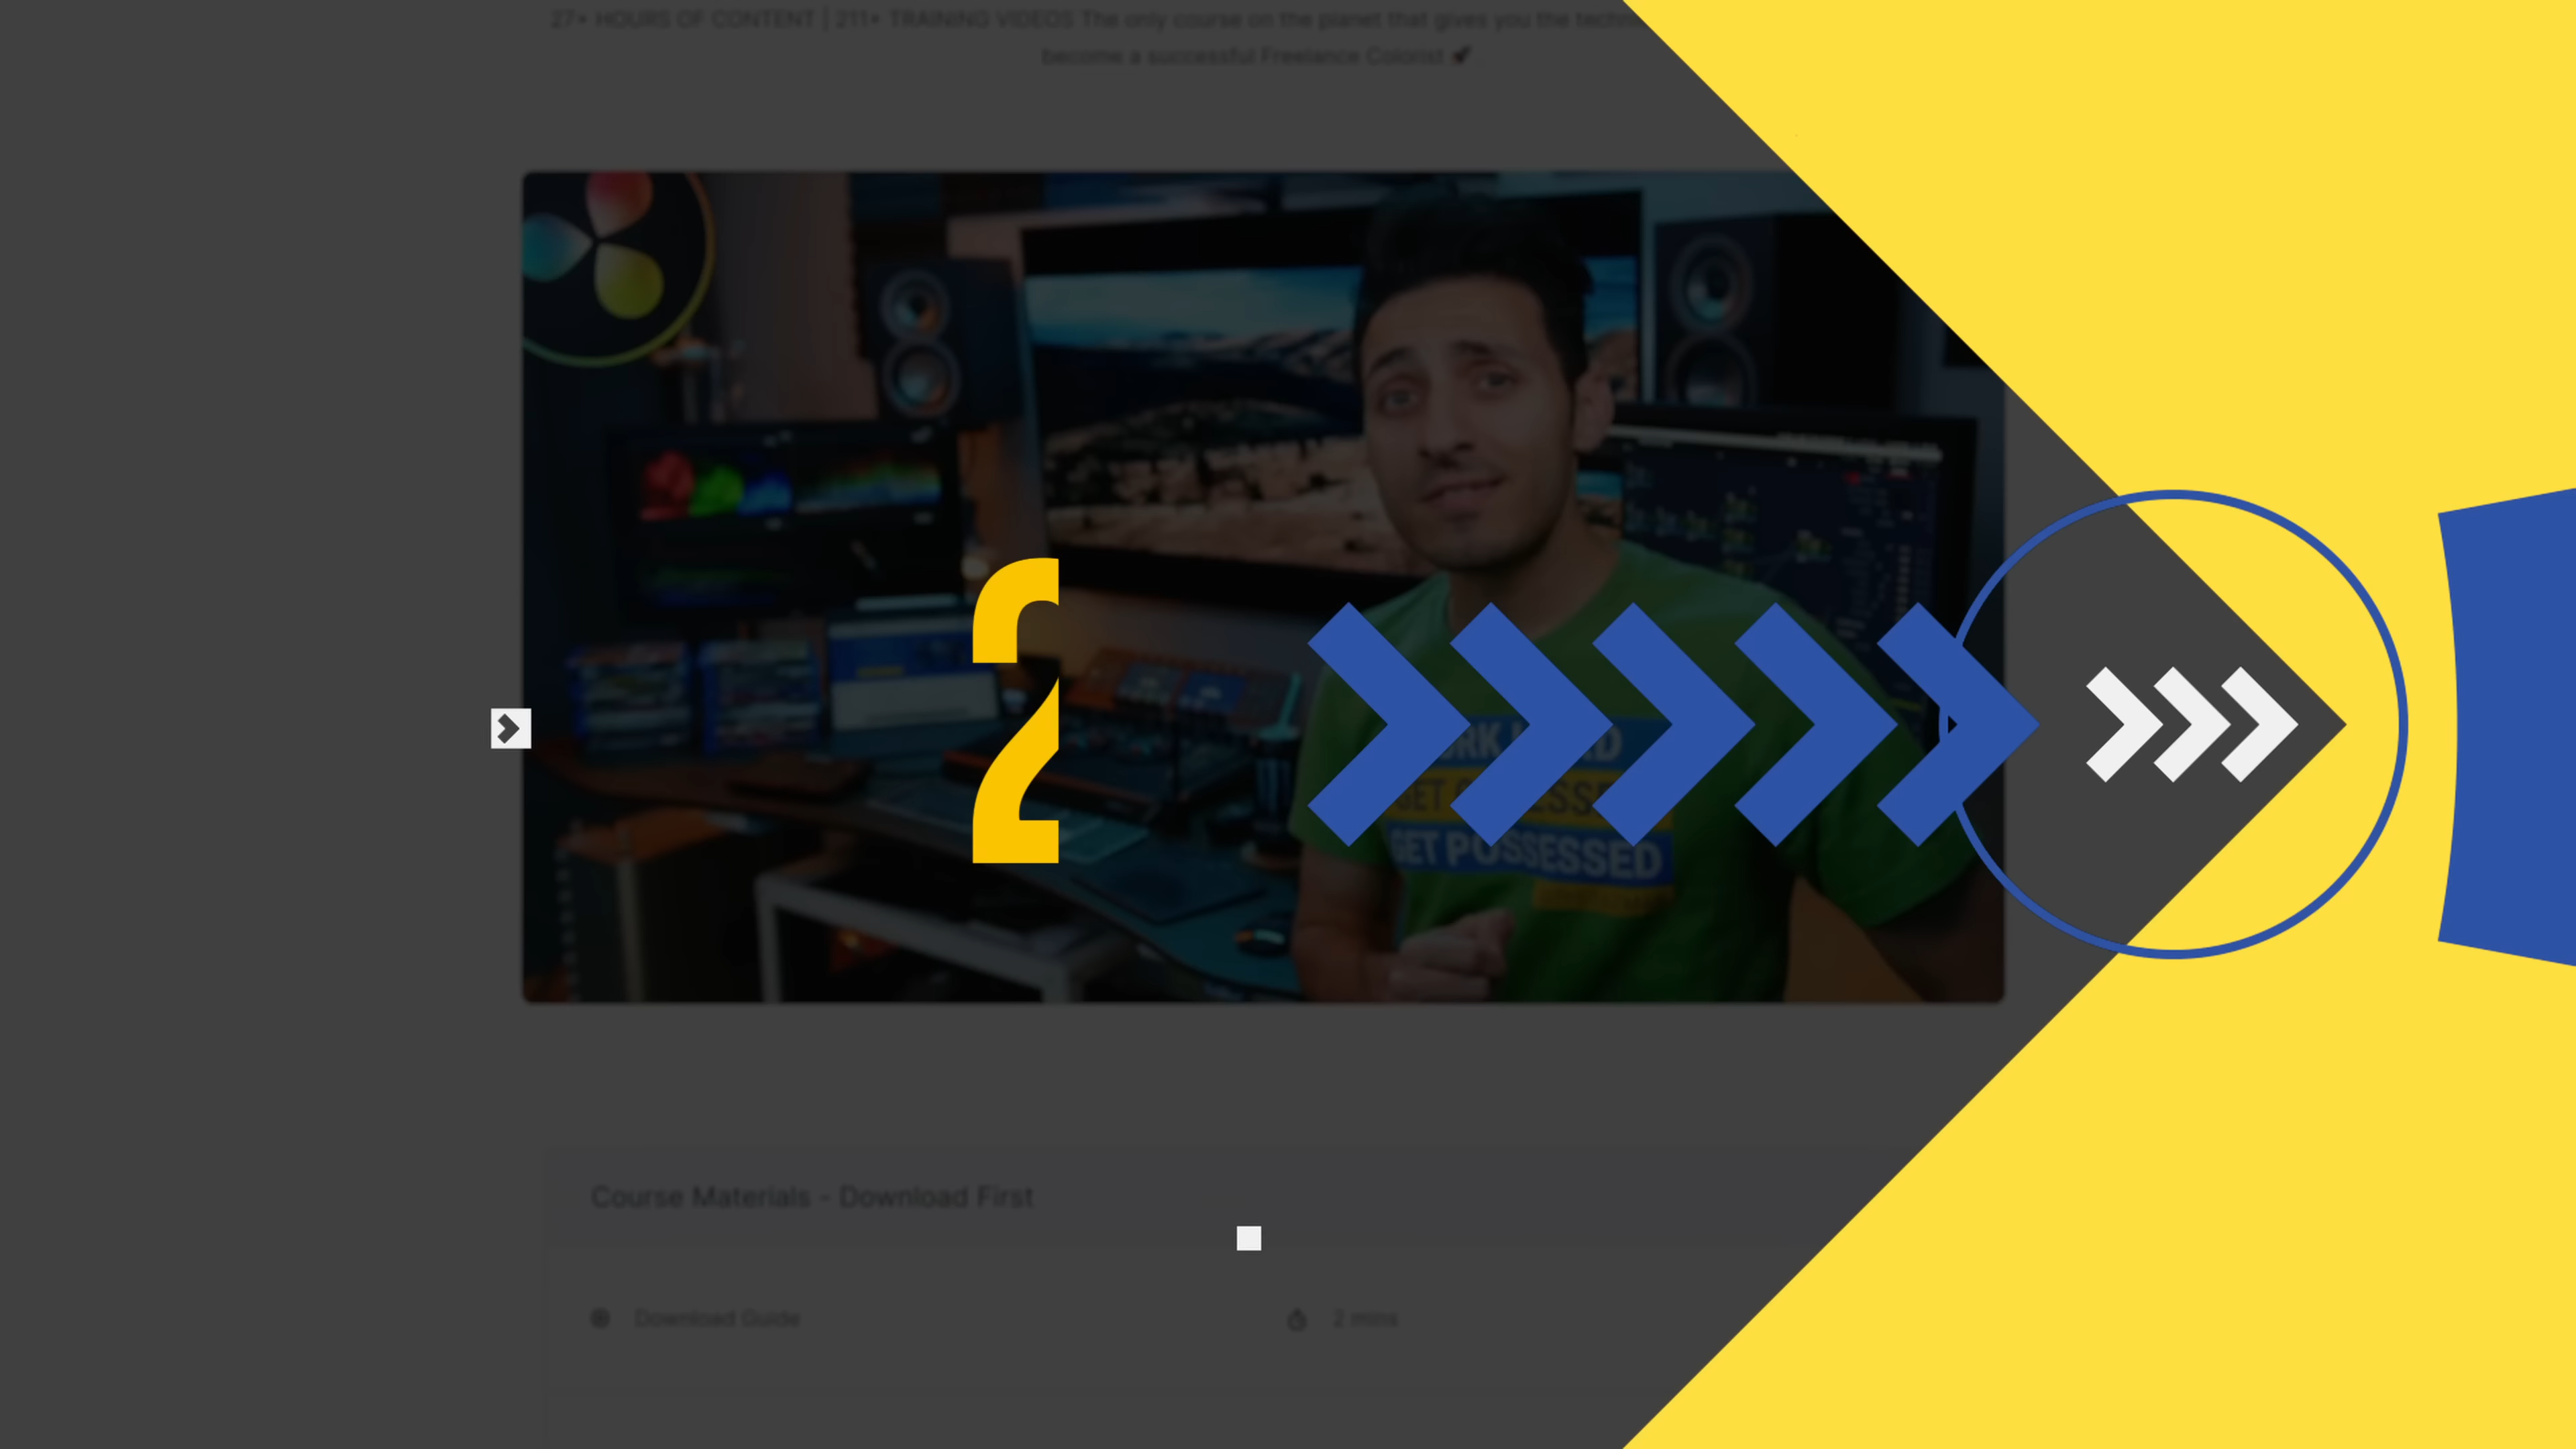 27+ HOURS OF CONTENT | 211+ TRAINING VIDEOS The only course on the planet that gives you the
become a successful Freelance Colorist 🚀
2
GET
GET POSSESSED
Course Materials - Download First
Download Guide
2 mins